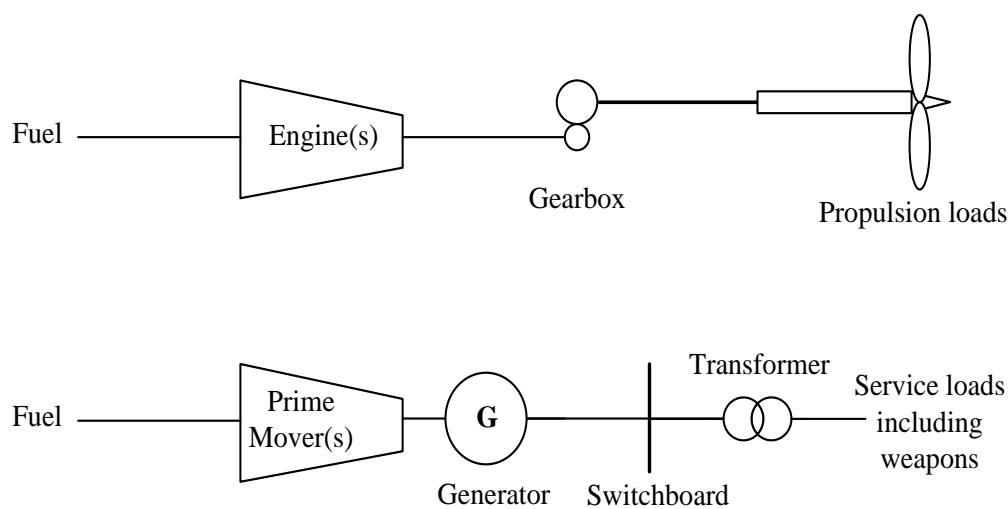 Fuel
Engine(s)
Gearbox
Propulsion loads
Fuel
Prime
Mover(s)
G
Generator
Switchboard
Transformer
Service loads
including
weapons